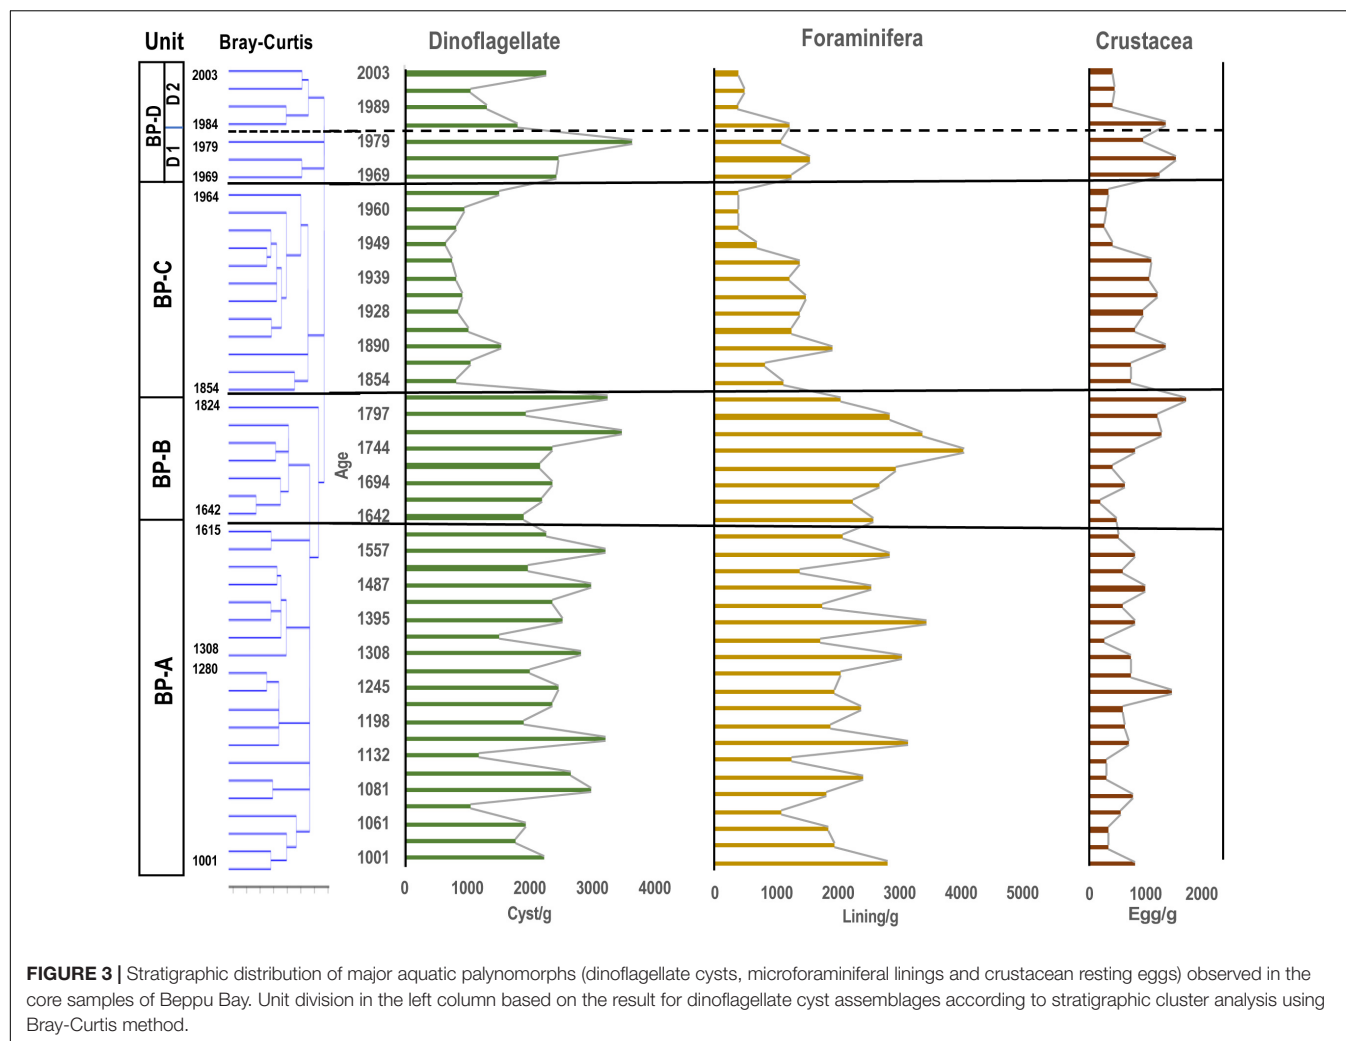 Unit
Bray-Curtis
Dinoflagellate
Foraminifera
Crustacea
BP-D
D 2
D 1
BP-C
BP-B
BP-A
2003
1984
1979
1969
1964
1854
1824
1642
1615
1308
1280
1001
Age
2003
1989
1979
1969
1960
1949
1939
1928
1890
1854
1797
1744
1694
1642
1557
1487
1395
1308
1245
1198
1132
1081
1061
1001
0 1000 2000 3000 4000
Cyst/g
0 1000 2000 3000 4000 5000
Lining/g
0 1000 2000
Egg/g
FIGURE 3 | Stratigraphic distribution of major aquatic palynomorphs (dinoflagellate cysts, microforaminiferal linings and crustacean resting eggs) observed in the
core samples of Beppu Bay. Unit division in the left column based on the result for dinoflagellate cyst assemblages according to stratigraphic cluster analysis using
Bray-Curtis method.